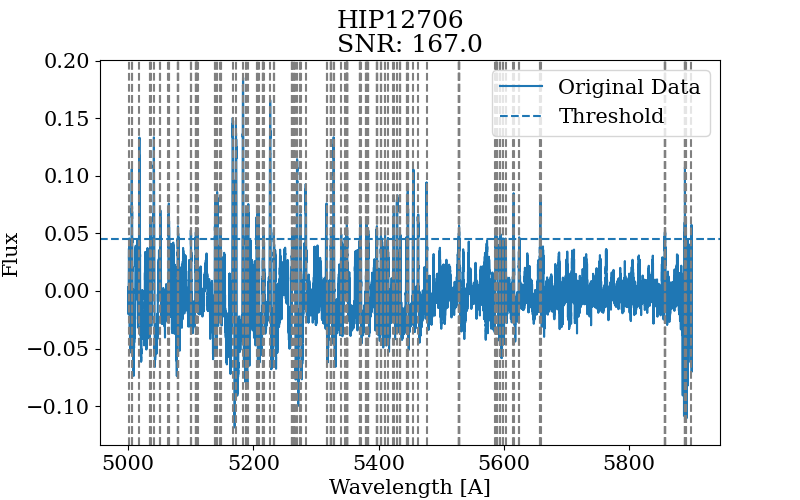 HIP12706
SNR: 167.0
Original Data
Threshold
0.20
0.15
0.10
0.05
0.00
−0.05
−0.10
Flux
5000 5200 5400 5600 5800
Wavelength [A]